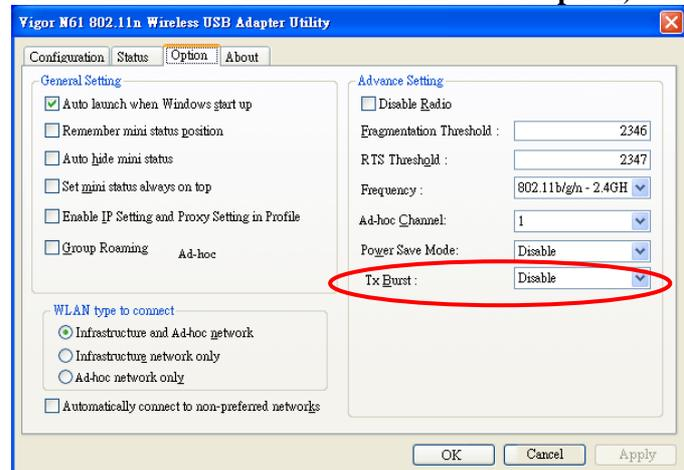 Vigor N61 802.11n Wireless USB Adapter Utility
Configuration Status Option About
General Setting
Auto launch when Windows start up
Remember mini status position
Auto hide mini status
Set mini status always on top
Enable IP Setting and Proxy Setting in Profile
Group Roaming Ad-hoc
WLAN type to connect
Infrastructure and Ad-hoc network
Infrastructure network only
Ad-hoc network only
Automatically connect to non-preferred networks
Advance Setting
Disable Radio
Fragmentation Threshold : 2346
RTS Threshold : 2347
Frequency : 802.11b/g/n - 2.4GH
Ad-hoc Channel: 1
Power Save Mode: Disable
Tx Burst : Disable
OK Cancel Apply